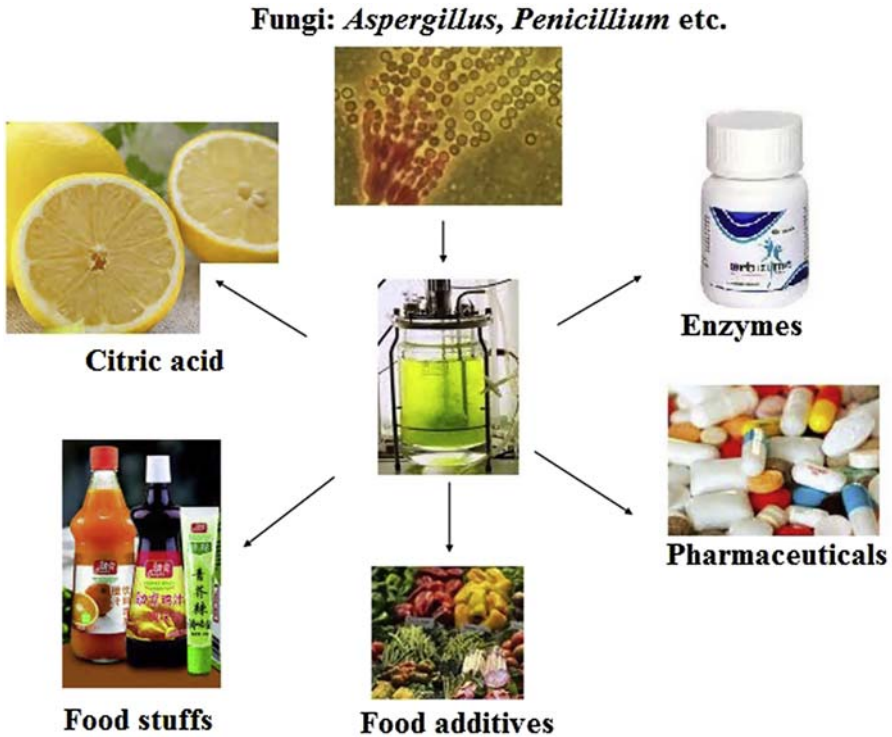 Fungi: Aspergillus, Penicillium etc.
Enzymes
Citric acid
Pharmaceuticals
Food stuffs
Food additives